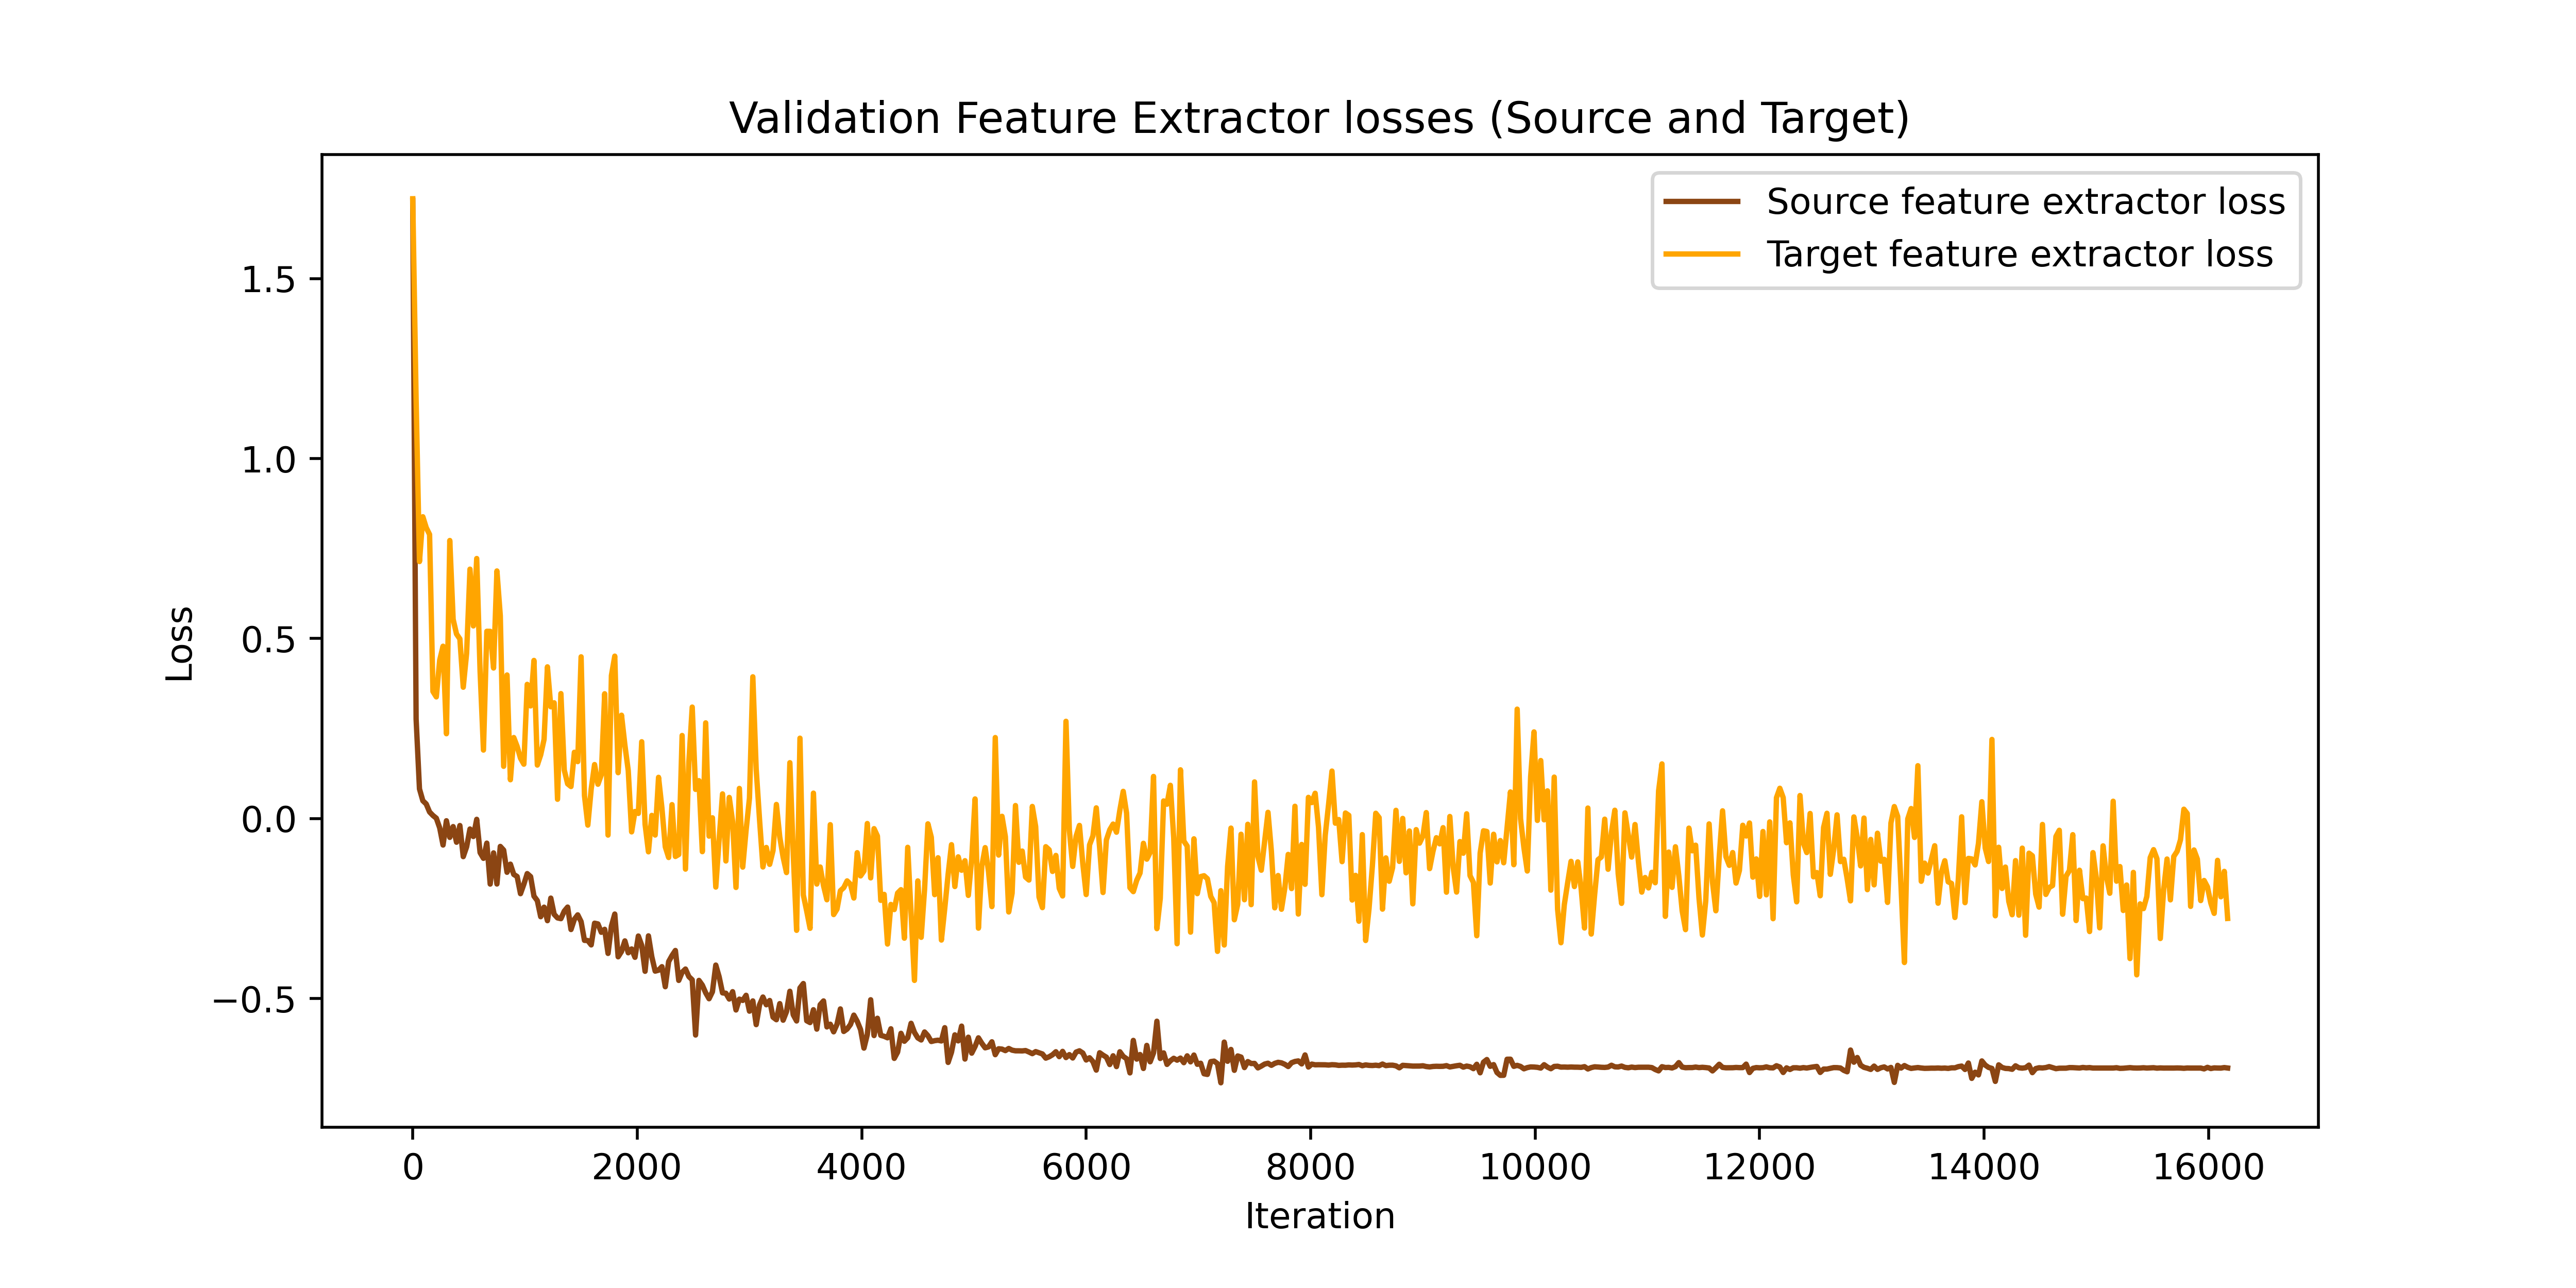 Validation Feature Extractor losses (Source and Target)
Source feature extractor loss
Target feature extractor loss
Loss
1.5
1.0
0.5
0.0
−0.5
0 2000 4000 6000 8000 10000 12000 14000 16000
Iteration